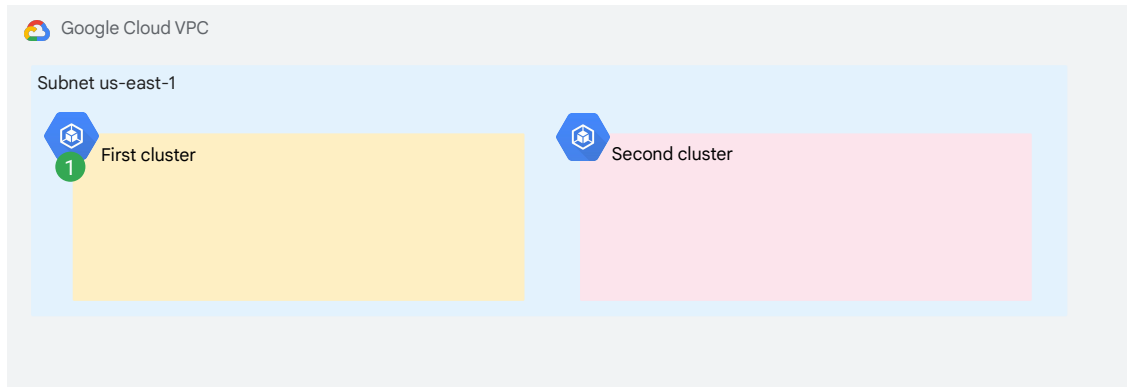 Google Cloud VPC
Subnet us-east-1
First cluster
1
Second cluster